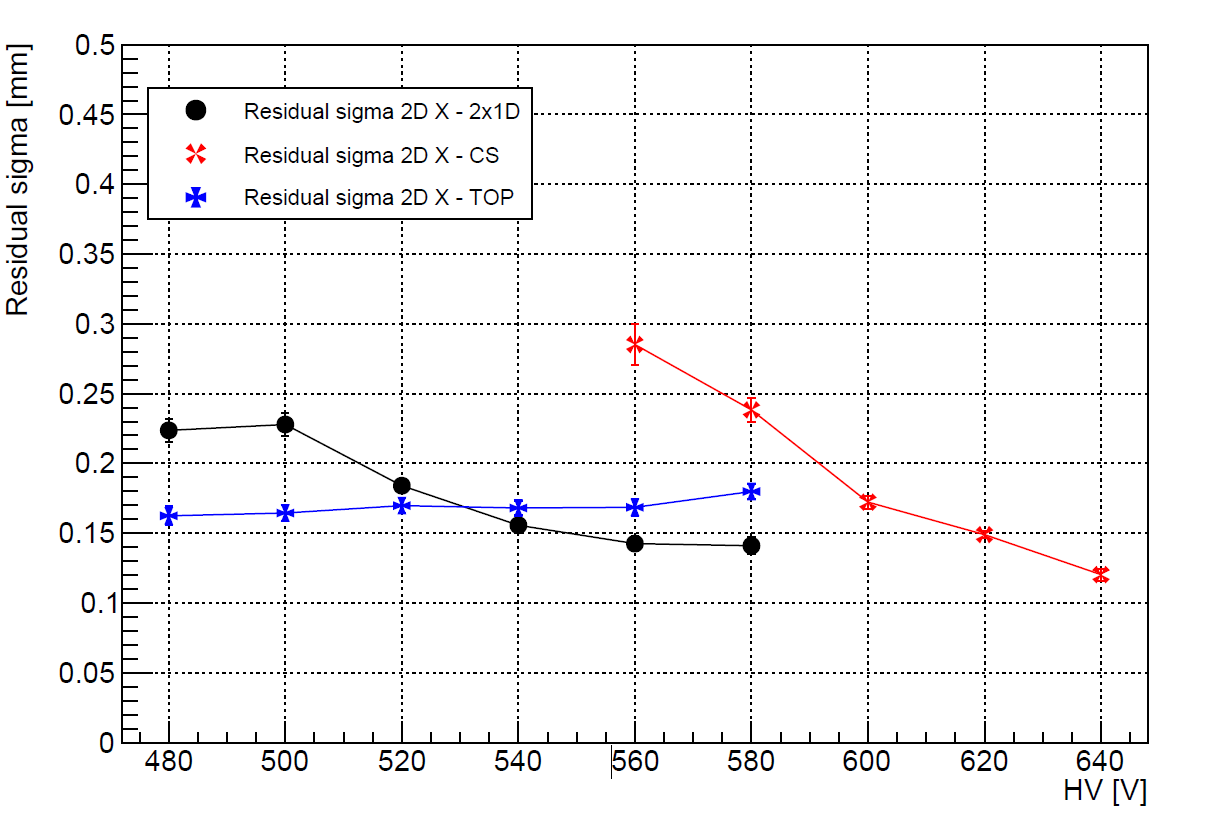 Residual sigma [mm]
0.5
0.45
0.4
0.35
0.3
0.25
0.2
0.15
0.1
0.05
0
Residual sigma 2D X - 2x1D
Residual sigma 2D X - CS
Residual sigma 2D X - TOP
480 500 520 540 560 580 600 620 640
HV [V]